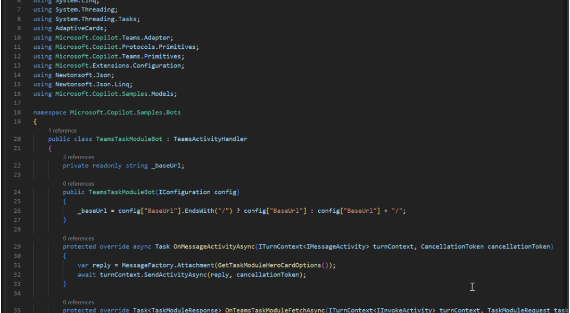 6 using System.Linq;
7 using System.Threading;
8 using System.Threading.Tasks;
9 using AdaptiveCards;
10 using Microsoft.Copilot.Teams.Adapter;
11 using Microsoft.Copilot.Protocols.Primitives;
12 using Microsoft.Copilot.Teams.Primitives;
13 using Microsoft.Extensions.Configuration;
14 using Newtonsoft.Json;
15 using Newtonsoft.Json.Linq;
16 using Microsoft.Copilot.Samples.Models;
17
18 namespace Microsoft.Copilot.Samples.Bots
19 {
1 reference
20 public class TeamsTaskModuleBot : TeamsActivityHandler
21 {
3 references
22 private readonly string _baseUrl;
23
0 references
24 public TeamsTaskModuleBot(IConfiguration config)
25 {
26 _baseUrl = config["BaseUrl"].EndsWith("/") ? config["BaseUrl"] : config["BaseUrl"] + "/";
27 }
28
0 references
29 protected override async Task OnMessageActivityAsync(ITurnContext<IMessageActivity> turnContext, CancellationToken cancellationToken)
30 {
31 var reply = MessageFactory.Attachment(GetTaskModuleHeroCardOptions());
32 await turnContext.SendActivityAsync(reply, cancellationToken);
33 }
34
0 references
35 protected override Task<TaskModuleResponse> OnTeamsTaskModuleFetchAsync(ITurnContext<IInvokeActivity> turnContext, TaskModuleRequest task